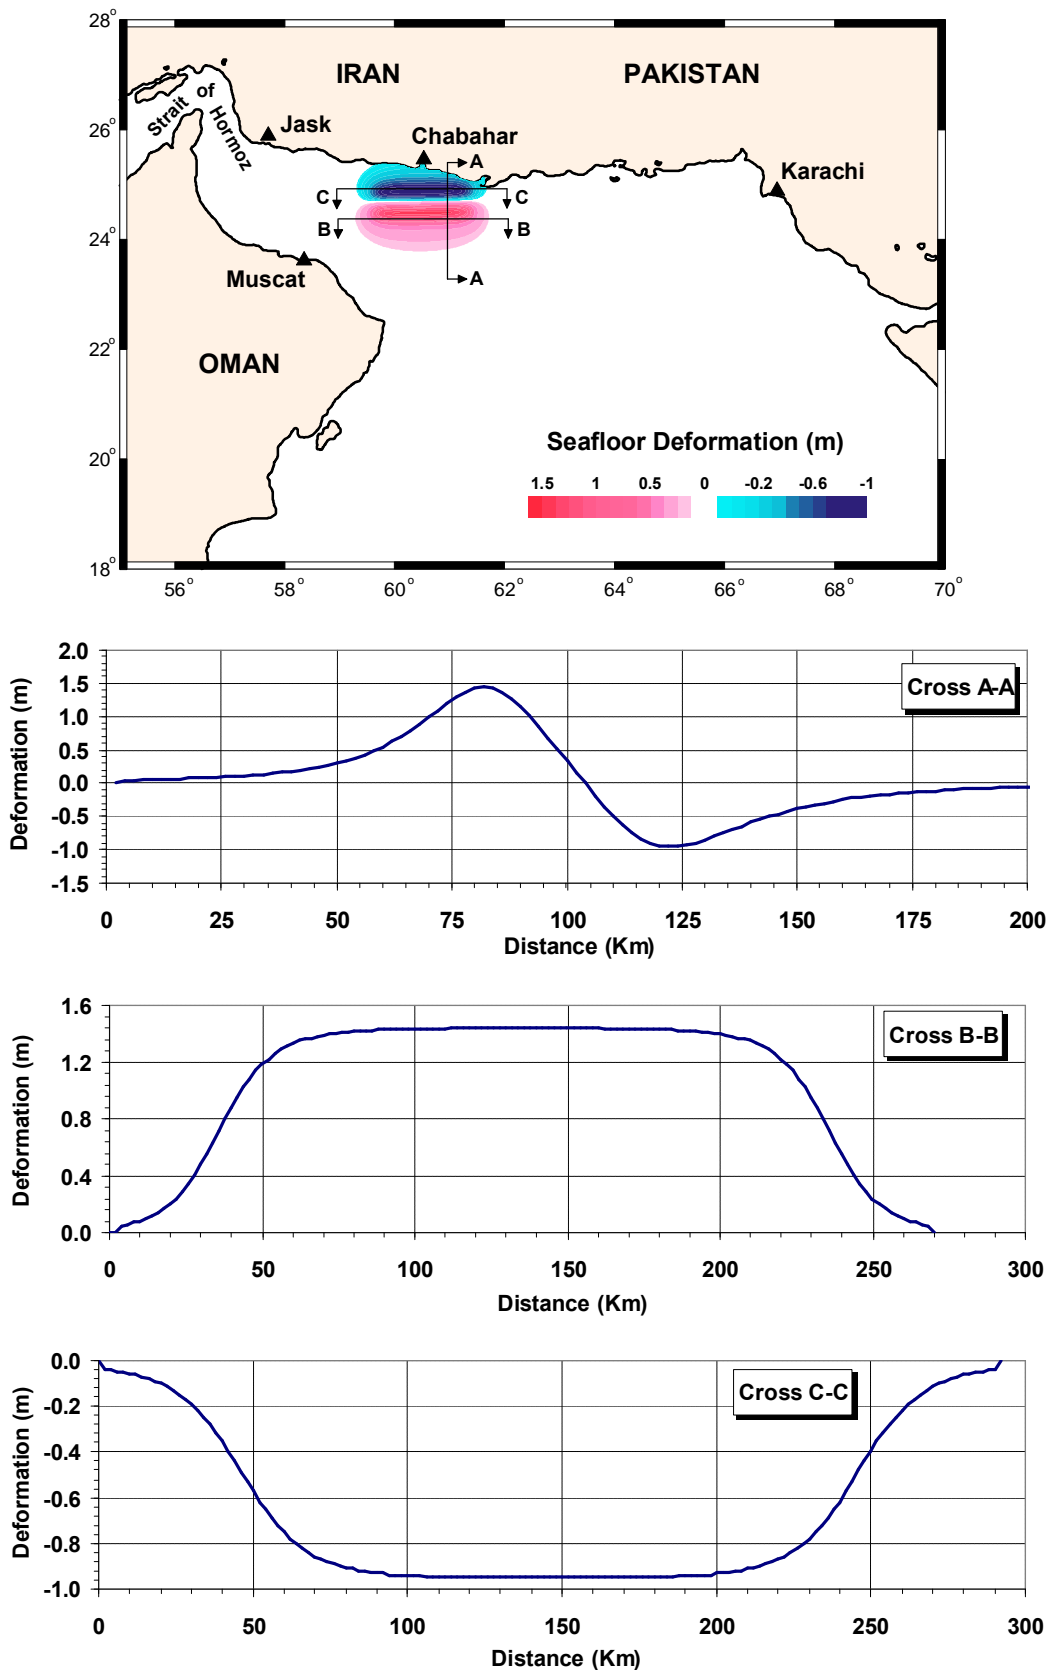 28°
IRAN
PAKISTAN
Strait of Hormoz
26°
Jask
Chabahar
A
Karachi
C
C
B
B
24°
A
Muscat
22°
OMAN
20°
Seafloor Deformation (m)
1.5 1 0.5 0 -0.2 -0.6 -1
18°
56° 58° 60° 62° 64° 66° 68° 70°
2.0
Cross A-A
1.5
1.0
0.5
0.0
-0.5
-1.0
-1.5
Deformation (m)
0 25 50 75 100 125 150 175 200
Distance (Km)
1.6
Cross B-B
1.2
0.8
0.4
0.0
Deformation (m)
0 50 100 150 200 250 300
Distance (Km)
0.0
Cross C-C
-0.2
-0.4
-0.6
-0.8
-1.0
Deformation (m)
0 50 100 150 200 250 300
Distance (Km)